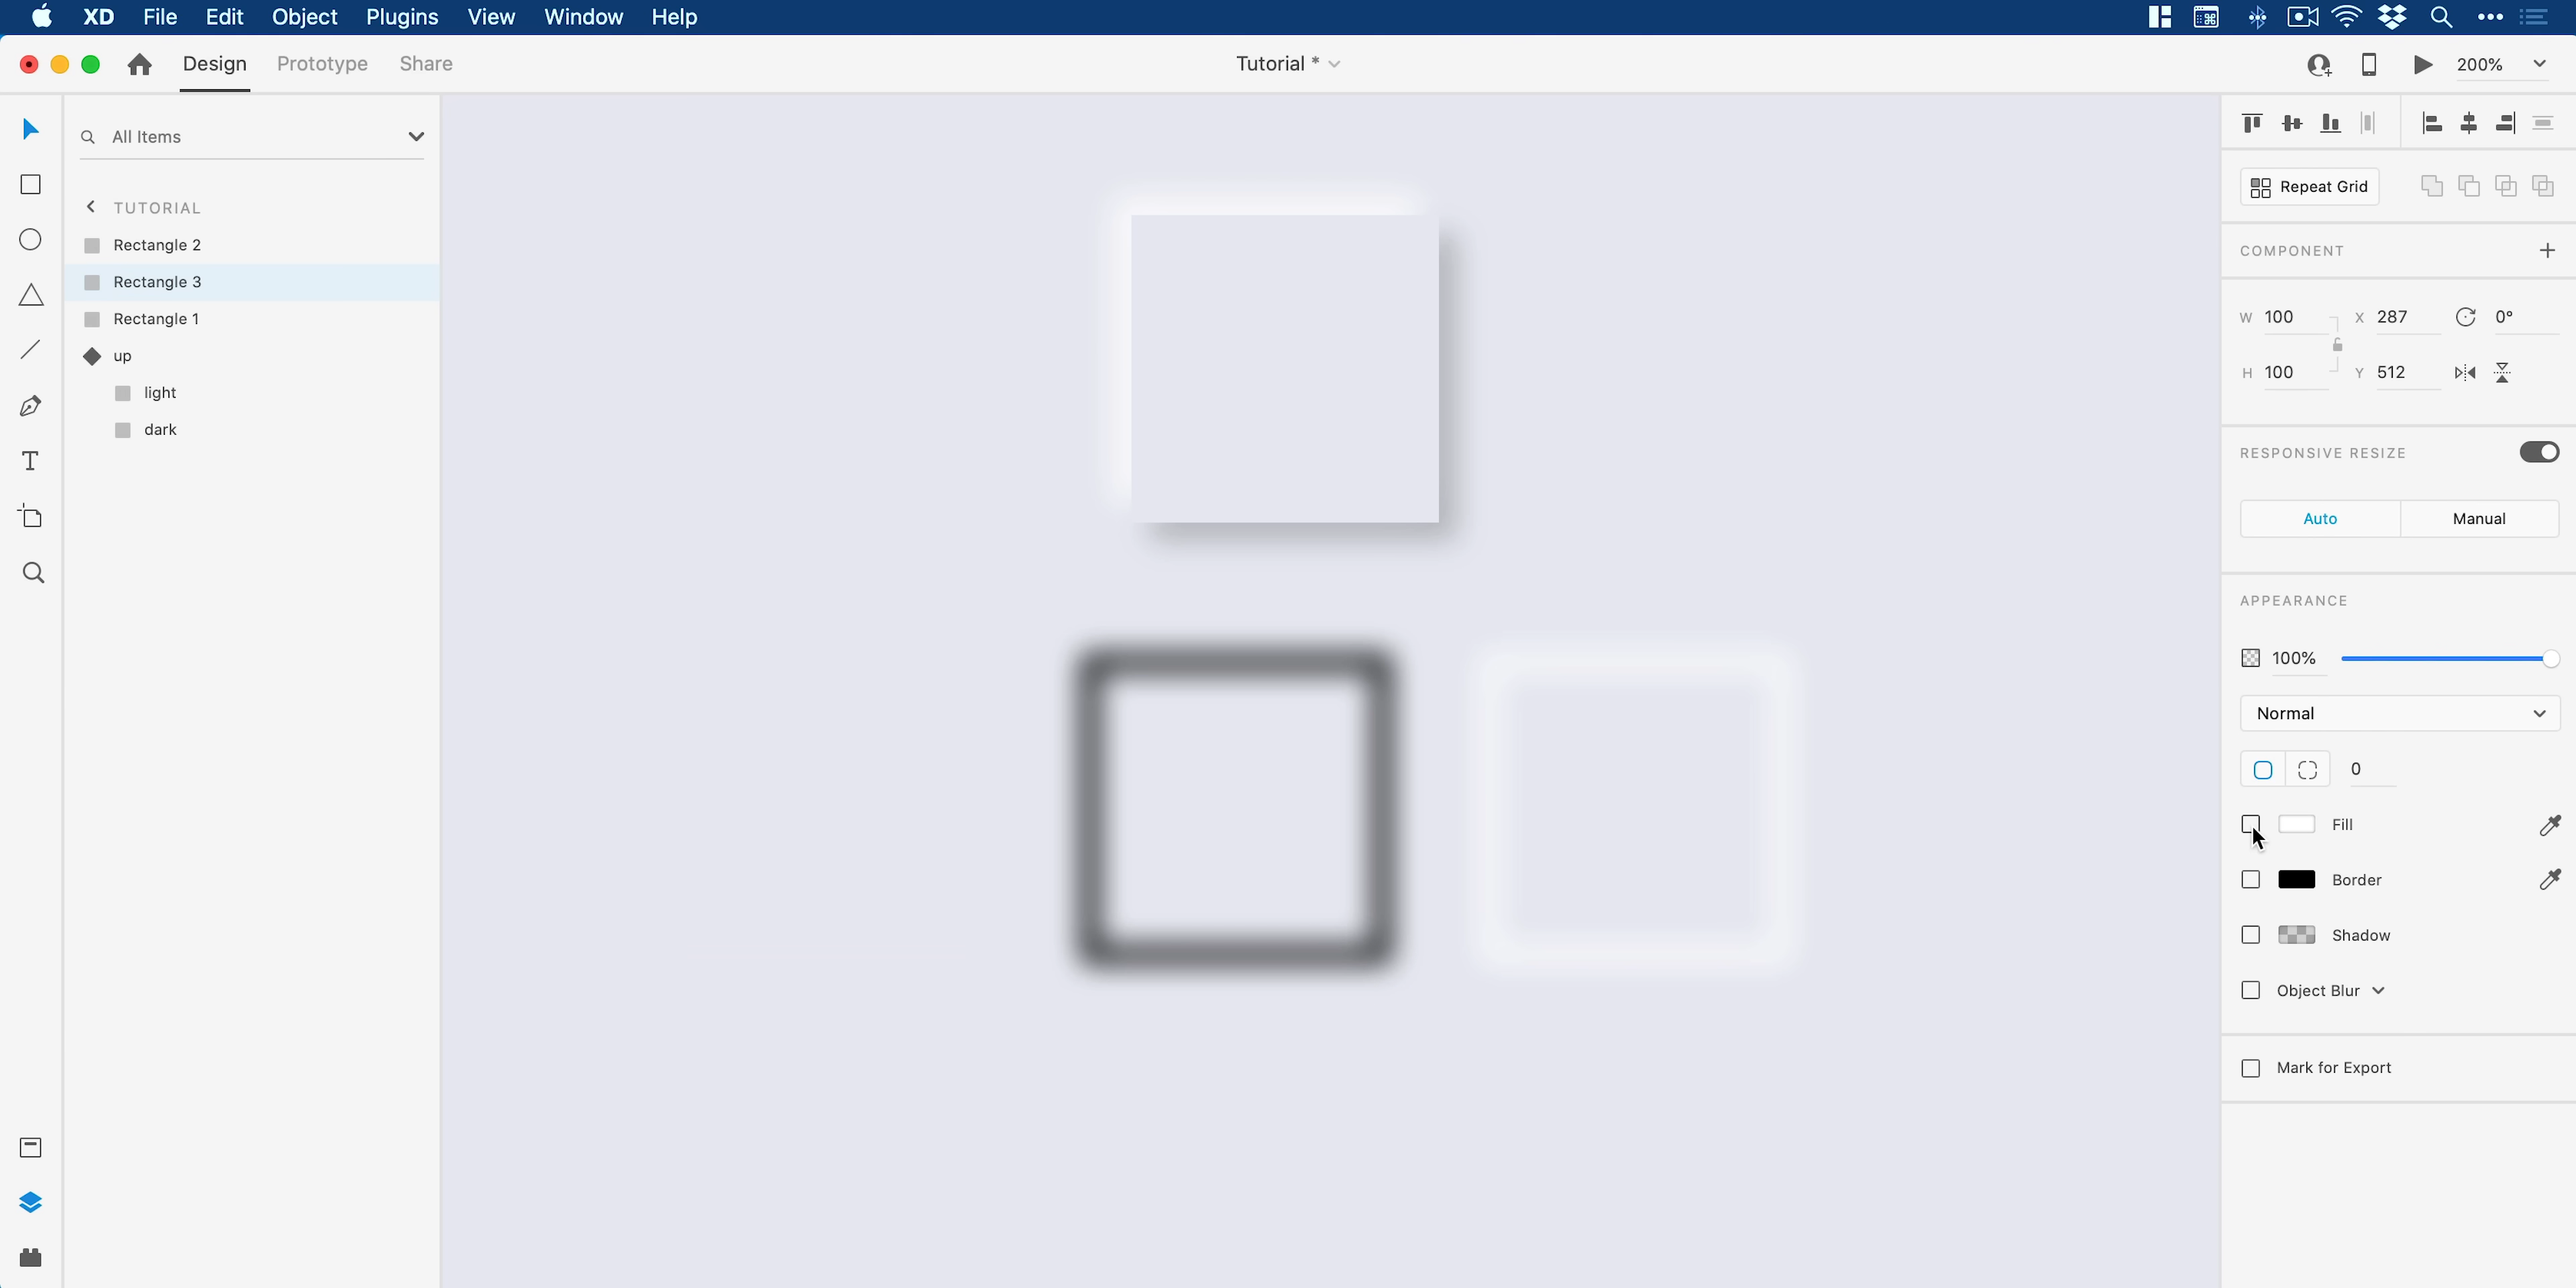 XD File Edit Object Plugins View Window Help
Design Prototype Share Tutorial * 200%
All Items
TUTORIAL
Rectangle 2
Rectangle 3
Rectangle 1
up
light
dark
Repeat Grid
COMPONENT
W 100 X 287 0°
H 100 Y 512
RESPONSIVE RESIZE
Auto Manual
APPEARANCE
100%
Normal
0
Fill
Border
Shadow
Object Blur
Mark for Export